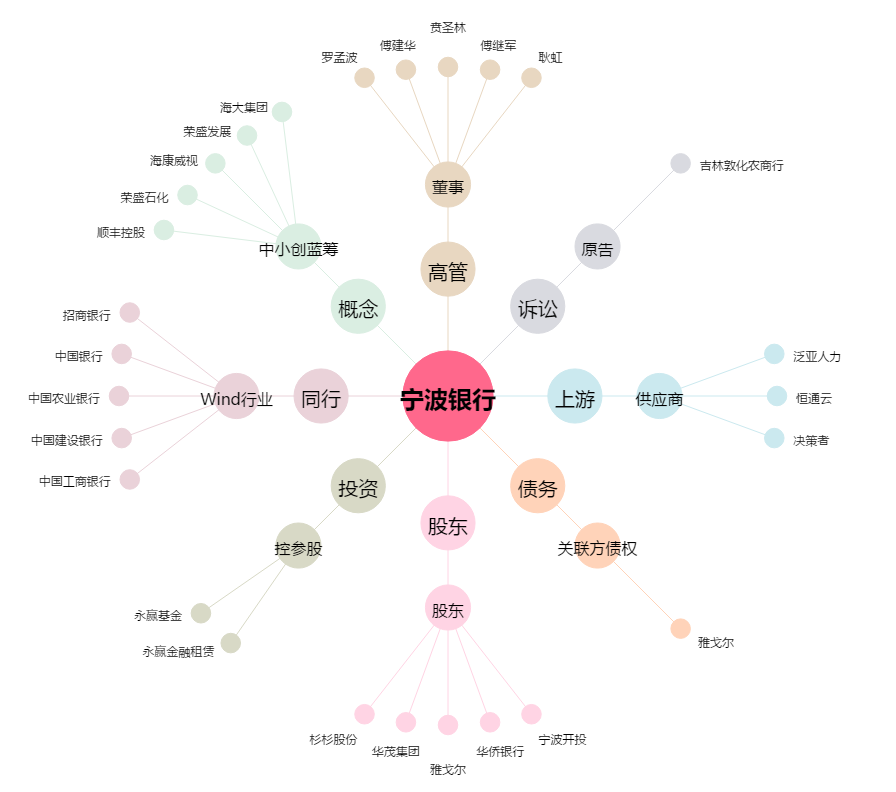 贲圣林
傅建华
傅继军
罗孟波
耿虹
董事
高管
海大集团
荣盛发展
海康威视
荣盛石化
顺丰控股
中小创蓝筹
概念
吉林敦化农商行
原告
诉讼
招商银行
中国银行
中国农业银行
中国建设银行
中国工商银行
Wind行业
同行
宁波银行
上游
供应商
泛亚人力
恒通云
决策者
投资
控参股
永赢基金
永赢金融租赁
债务
关联方债权
雅戈尔
股东
股东
杉杉股份
华茂集团
雅戈尔
华侨银行
宁波开投